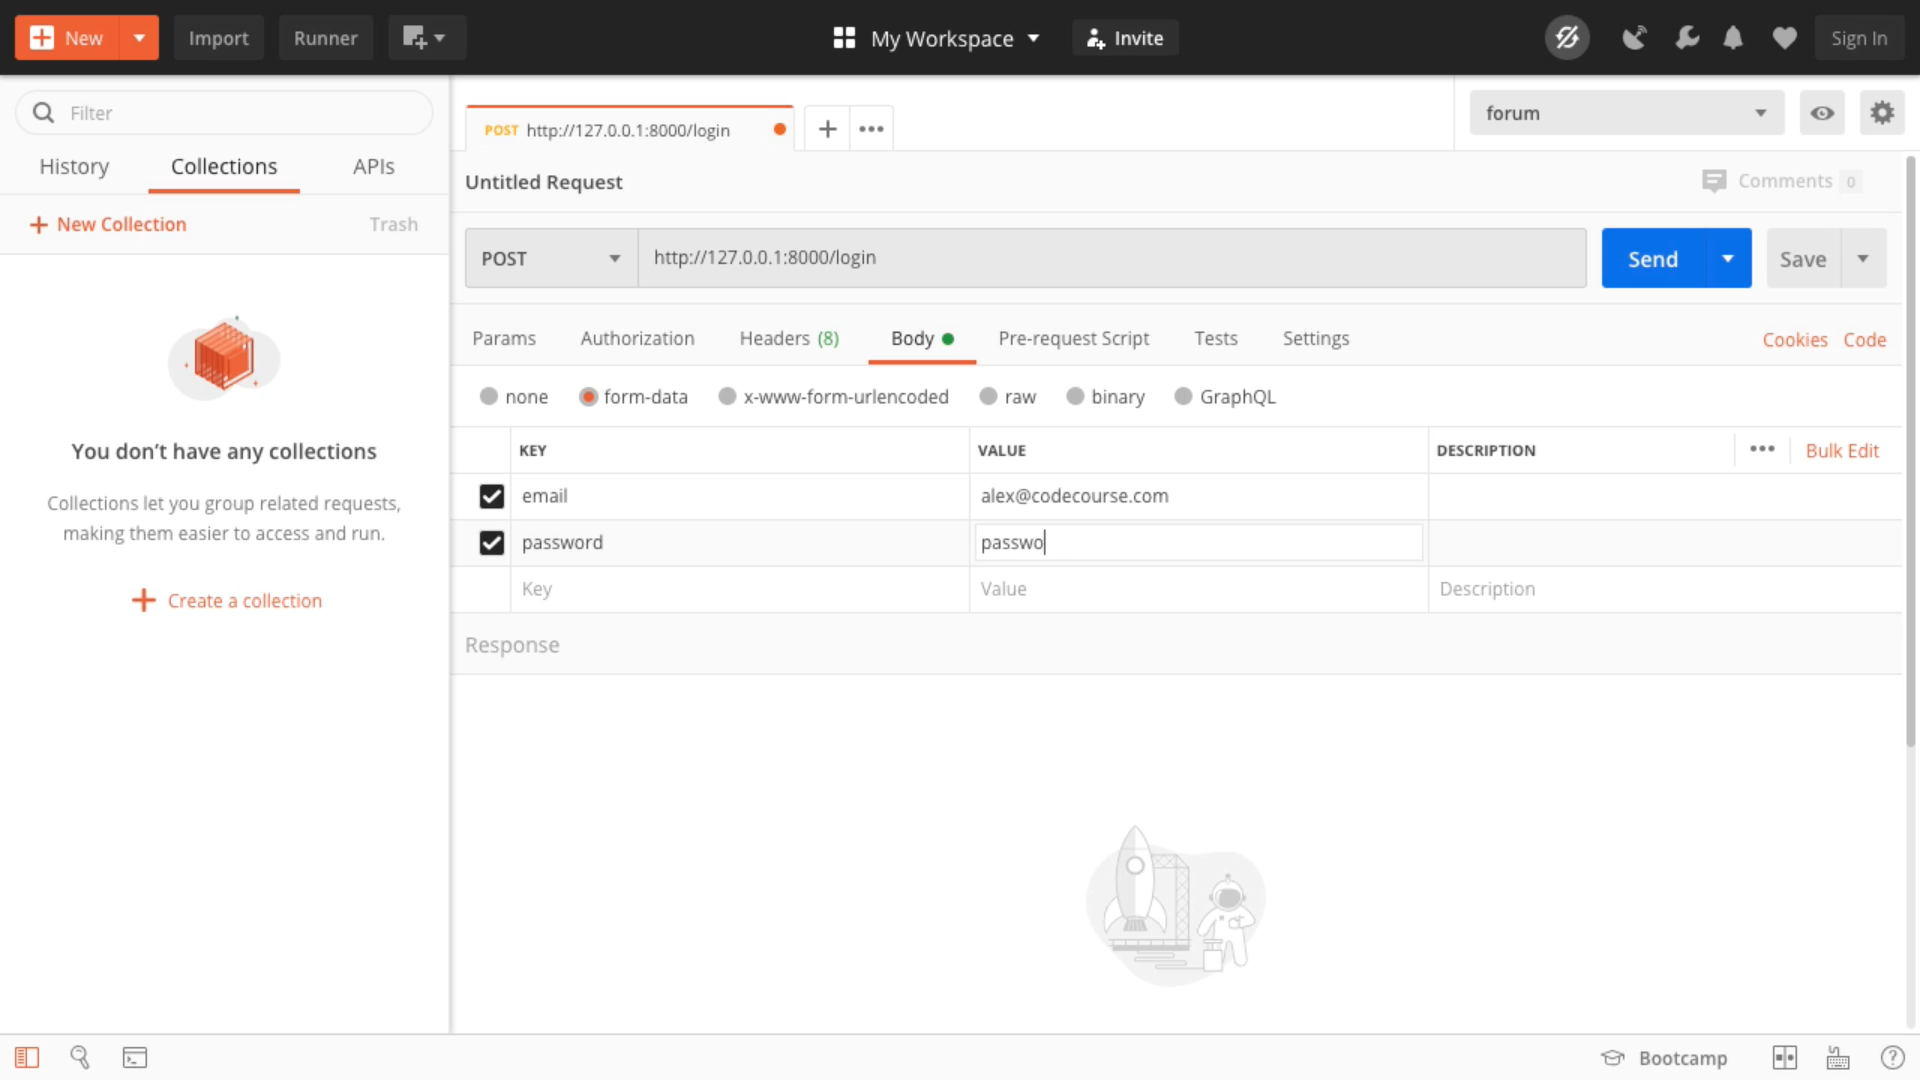 New
Import
Runner
My Workspace
Invite
Sign In
Filter
History
Collections
APIs
New Collection
Trash
You don’t have any collections
Collections let you group related requests,
making them easier to access and run.
Create a collection
POST http://127.0.0.1:8000/login
forum
Untitled Request
Comments 0
POST
http://127.0.0.1:8000/login
Send
Save
Params
Authorization
Headers (8)
Body
Pre-request Script
Tests
Settings
Cookies
Code
none
form-data
x-www-form-urlencoded
raw
binary
GraphQL
KEY
VALUE
DESCRIPTION
Bulk Edit
email
alex@codecourse.com
password
passwo
Key
Value
Description
Response
Bootcamp